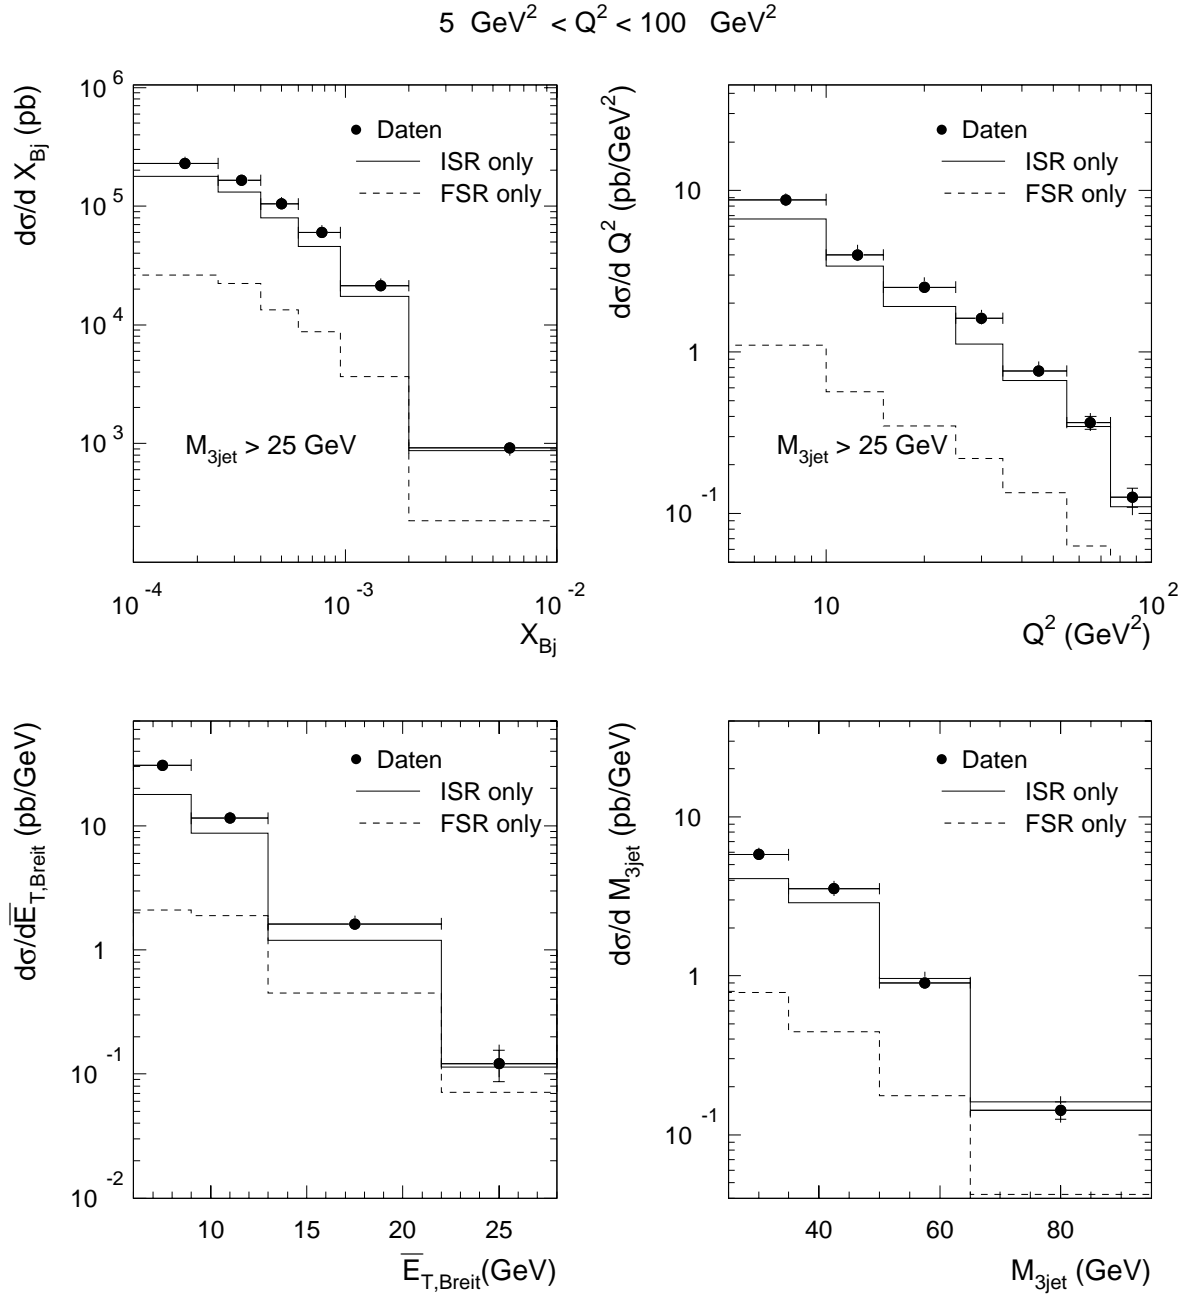 5 GeV² < Q² < 100 GeV²
dσ/d X_Bj (pb)
10⁶
10⁵
10⁴
10³
Daten
ISR only
FSR only
M_3jet > 25 GeV
10⁻⁴ 10⁻³ 10⁻²
X_Bj
dσ/d Q² (pb/GeV²)
10
1
10⁻¹
Daten
ISR only
FSR only
M_3jet > 25 GeV
10 10²
Q² (GeV²)
dσ/dE̅_T,Breit (pb/GeV)
10
1
10⁻¹
10⁻²
Daten
ISR only
FSR only
10 15 20 25
E̅_T,Breit(GeV)
dσ/d M_3jet (pb/GeV)
10
1
10⁻¹
Daten
ISR only
FSR only
40 60 80
M_3jet (GeV)